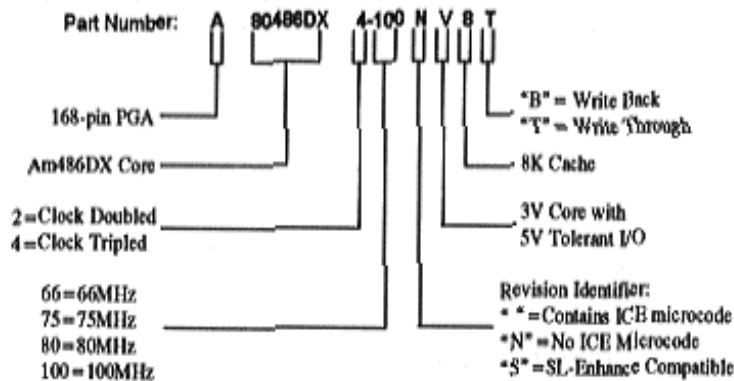 Part Number: A 80486DX 4-100 N V 8 T
168-pin PGA
Am486DX Core
2=Clock Doubled
4=Clock Tripled
66=66MHz
75=75MHz
80=80MHz
100=100MHz
"B"= Write Back
"T"= Write Through
8K Cache
3V Core with
5V Tolerant I/O
Revision Identifier:
" "=Contains ICE microcode
"N"=No ICE Microcode
"S"=SL-Enhance Compatible